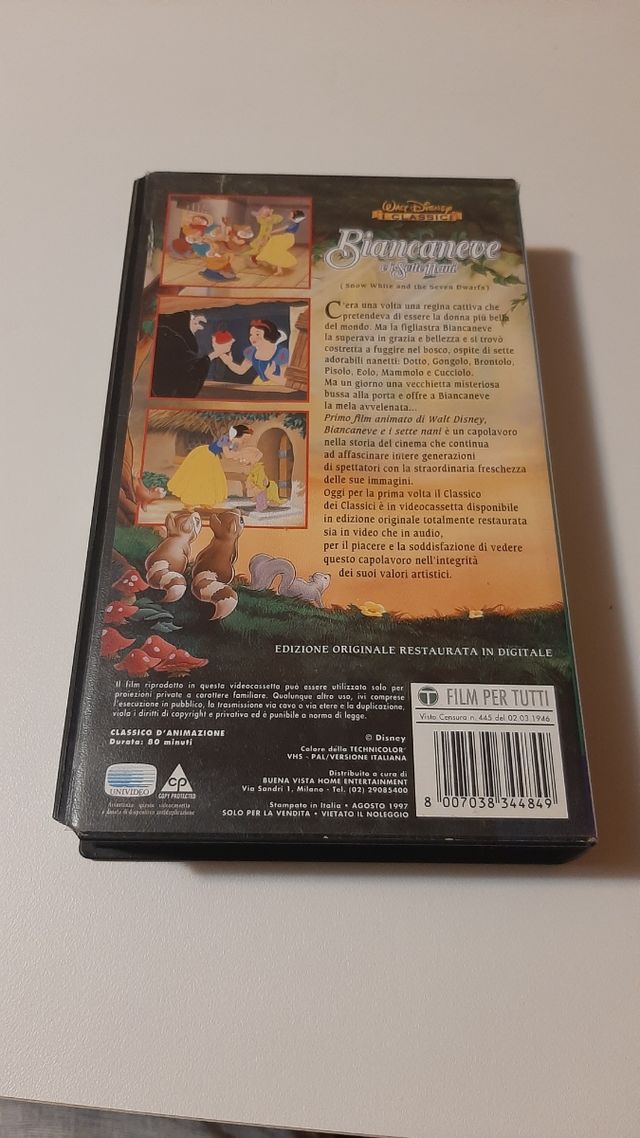 WALT DISNEY
I CLASSICI
Biancaneve
e i Sette Nani
(Snow White and the Seven Dwarfs)
C'era una volta una regina cattiva che
pretendeva di essere la donna più bella
del mondo. Ma la figliastra Biancaneve
la superava in grazia e bellezza e si trovò
costretta a fuggire nel bosco, ospite di sette
adorabili nanetti: Dotto, Gongolo, Brontolo,
Pisolo, Eolo, Mammolo e Cucciolo.
Ma un giorno una vecchietta misteriosa
bussa alla porta e offre a Biancaneve
la mela avvelenata...
Primo film animato di Walt Disney,
Biancaneve e i sette nani è un capolavoro
nella storia del cinema che continua
ad affascinare intere generazioni
di spettatori con la straordinaria freschezza
delle sue immagini.
Oggi per la prima volta il Classico
dei Classici è in videocassetta disponibile
in edizione originale totalmente restaurata
sia in video che in audio,
per il piacere e la soddisfazione di vedere
questo capolavoro nell'integrità
dei suoi valori artistici.
EDIZIONE ORIGINALE RESTAURATA IN DIGITALE
Il film riprodotto in questa videocassetta può essere utilizzato solo per
proiezioni private a carattere familiare. Qualunque altro uso, ivi comprese
l'esecuzione in pubblico, la trasmissione via cavo o via etere e la duplicazione,
viola i diritti di copyright e privativa ed è punibile a norma di legge.
CLASSICO D'ANIMAZIONE
Durata: 80 minuti
© Disney
Colore della TECHNICOLOR
VHS - PAL/VERSIONE ITALIANA
Distribuito a cura di
BUENA VISTA HOME ENTERTAINMENT
Via Sandri 1, Milano - Tel. (02) 29085400
Stampato in Italia • AGOSTO 1997
SOLO PER LA VENDITA • VIETATO IL NOLEGGIO
UNIVIDEO
CP
COPY PROTECTED
Assistenza: questa videocassetta
è dotata di dispositivo antiduplicazione
T FILM PER TUTTI
Visto Censura n. 445 del 02.03.1946
8 007038 344849